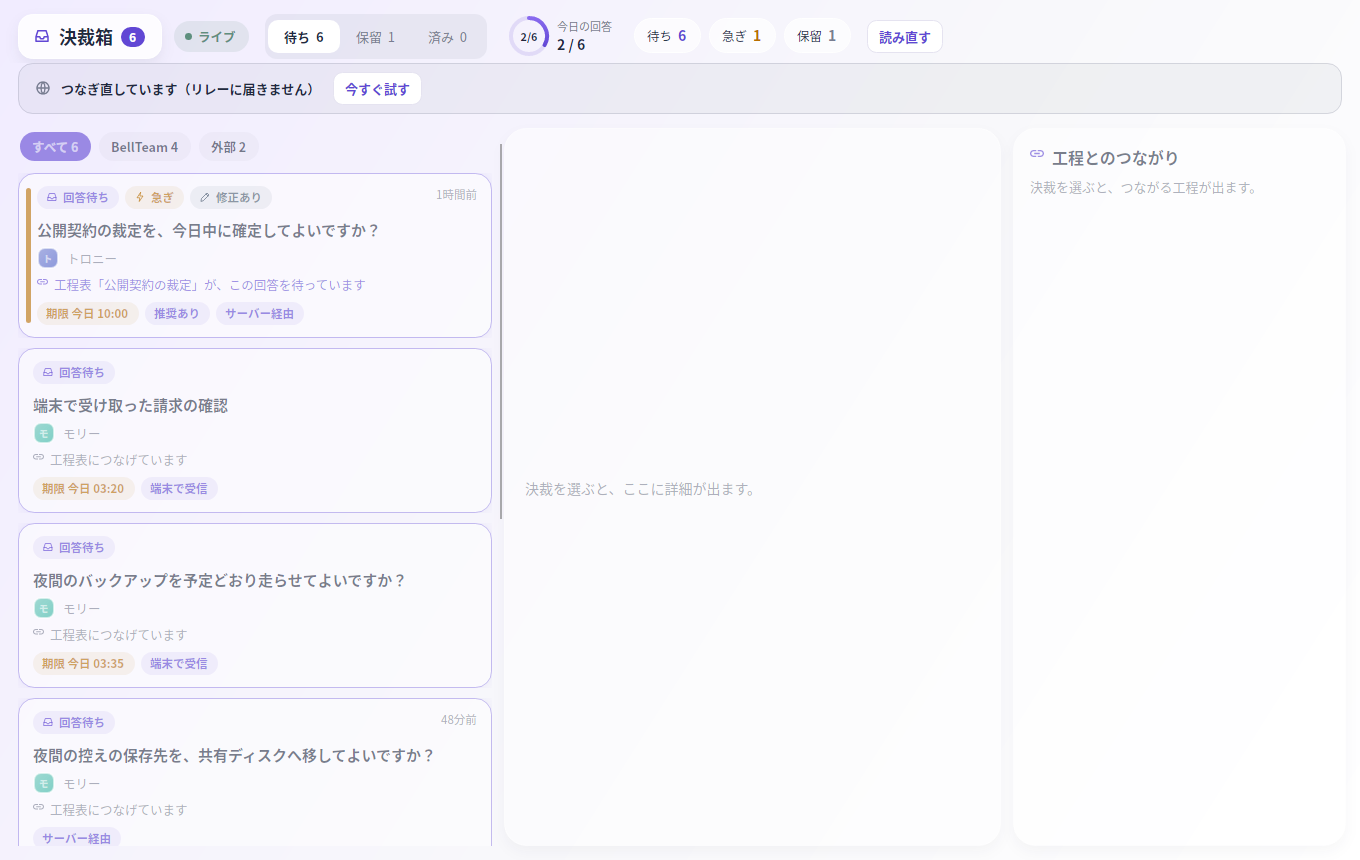 決裁箱 6 ライブ 待ち 6 保留 1 済み 0 2/6 今日の回答 2 / 6 待ち 6 急ぎ 1 保留 1 読み直す
つなぎ直しています（リレーに届きません） 今すぐ試す
すべて 6 BellTeam 4 外部 2
回答待ち 急ぎ 修正あり 1時間前
公開契約の裁定を、今日中に確定してよいですか？
ト トロニー
工程表「公開契約の裁定」が、この回答を待っています
期限 今日 10:00 推奨あり サーバー経由
回答待ち
端末で受け取った請求の確認
モ モリー
工程表につなげています
期限 今日 03:20 端末で受信
回答待ち
夜間のバックアップを予定どおり走らせてよいですか？
モ モリー
工程表につなげています
期限 今日 03:35 端末で受信
回答待ち 48分前
夜間の控えの保存先を、共有ディスクへ移してよいですか？
モ モリー
工程表につなげています
サーバー経由
決裁を選ぶと、ここに詳細が出ます。
工程とのつながり
決裁を選ぶと、つながる工程が出ます。